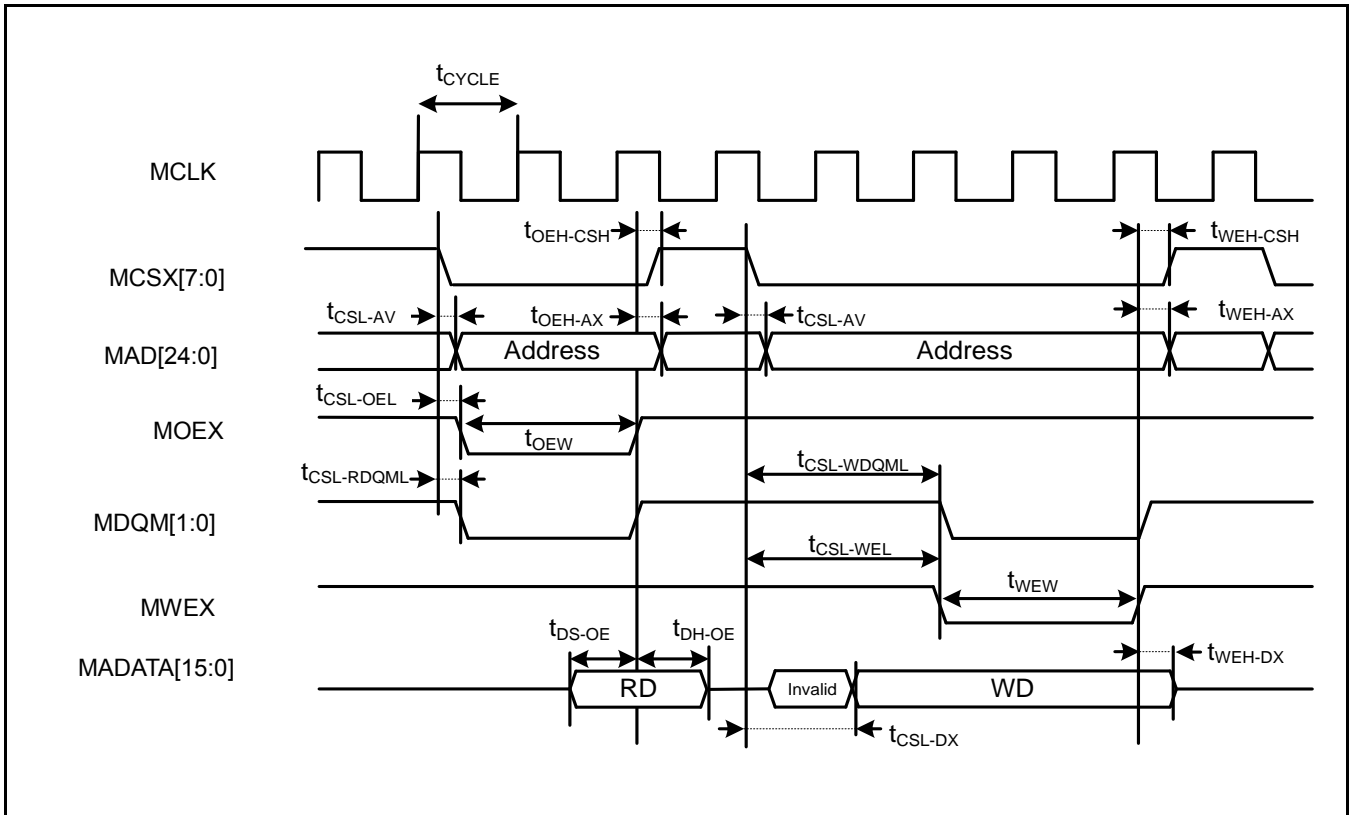 tCYCLE
MCLK
tOEH-CSH
tWEH-CSH
MCSX[7:0]
tCSL-AV
tOEH-AX
tCSL-AV
tWEH-AX
MAD[24:0]
Address
Address
tCSL-OEL
MOEX
tOEW
tCSL-WDQML
tCSL-RDQML
MDQM[1:0]
tCSL-WEL
tWEW
MWEX
tDS-OE
tDH-OE
tWEH-DX
MADATA[15:0]
RD
Invalid
WD
tCSL-DX